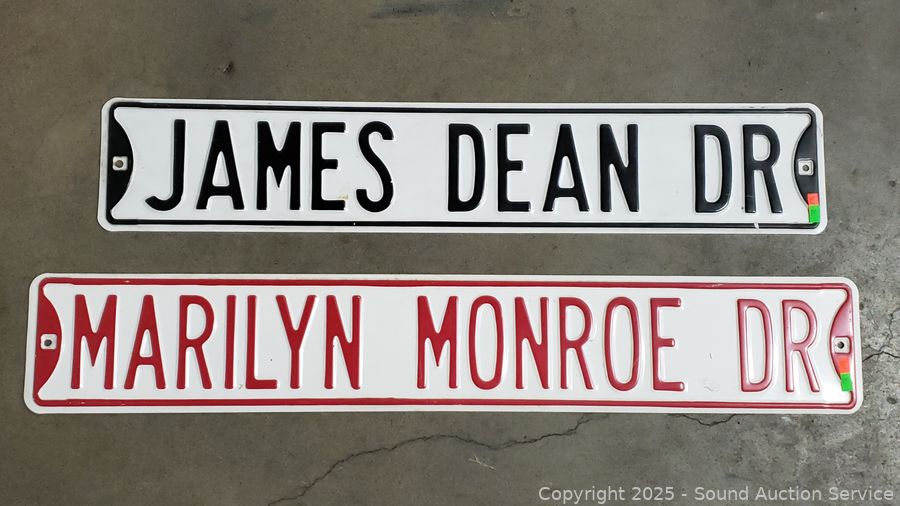 JAMES DEAN DR
MARILYN MONROE DR
Copyright 2025 - Sound Auction Service